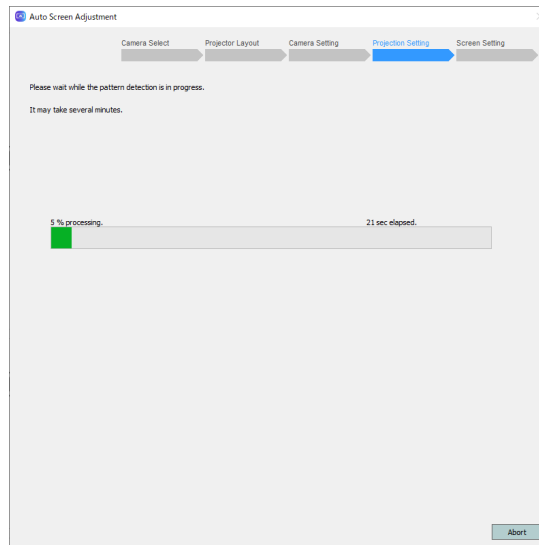 Auto Screen Adjustment
Camera Select Projector Layout Camera Setting Projection Setting Screen Setting
Please wait while the pattern detection is in progress.
It may take several minutes.
5 % processing. 21 sec elapsed.
Abort